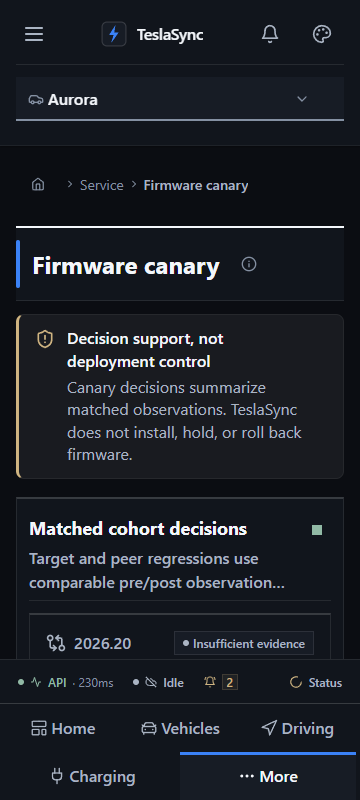 TeslaSync
Aurora
Service
Firmware canary
Firmware canary
Decision support, not
deployment control
Canary decisions summarize
matched observations. TeslaSync
does not install, hold, or roll back
firmware.
Matched cohort decisions
Target and peer regressions use
comparable pre/post observation...
2026.20
Insufficient evidence
API · 230ms
Idle
2
Status
Home
Vehicles
Driving
Charging
More